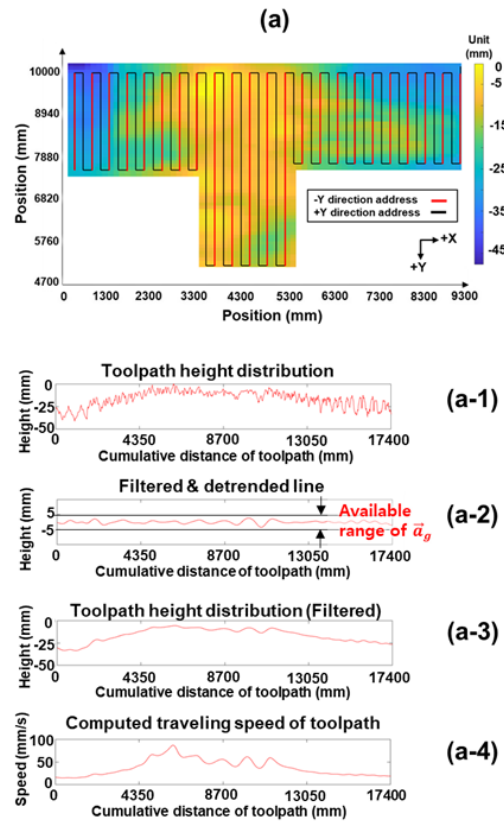 (a)
Unit
(mm)
10000
8940
7880
6820
5760
4700
Position (mm)
0
-5
-15
-25
-35
-45
-Y direction address
+Y direction address
+X
+Y
0 1300 2300 3300 4300 5300 6300 7300 8300 9300
Position (mm)
Toolpath height distribution
(a-1)
Height (mm)
0
-25
-50
0 4350 8700 13050 17400
Cumulative distance of toolpath (mm)
Filtered & detrended line
(a-2)
Height (mm)
5
-5
Available
range of a⃗g
0 4350 8700 13050 17400
Cumulative distance of toolpath (mm)
Toolpath height distribution (Filtered)
(a-3)
Height (mm)
0
-25
-50
0 4350 8700 13050 17400
Cumulative distance of toolpath (mm)
Computed traveling speed of toolpath
(a-4)
Speed (mm/s)
100
50
0
0 4350 8700 13050 17400
Cumulative distance of toolpath (mm)